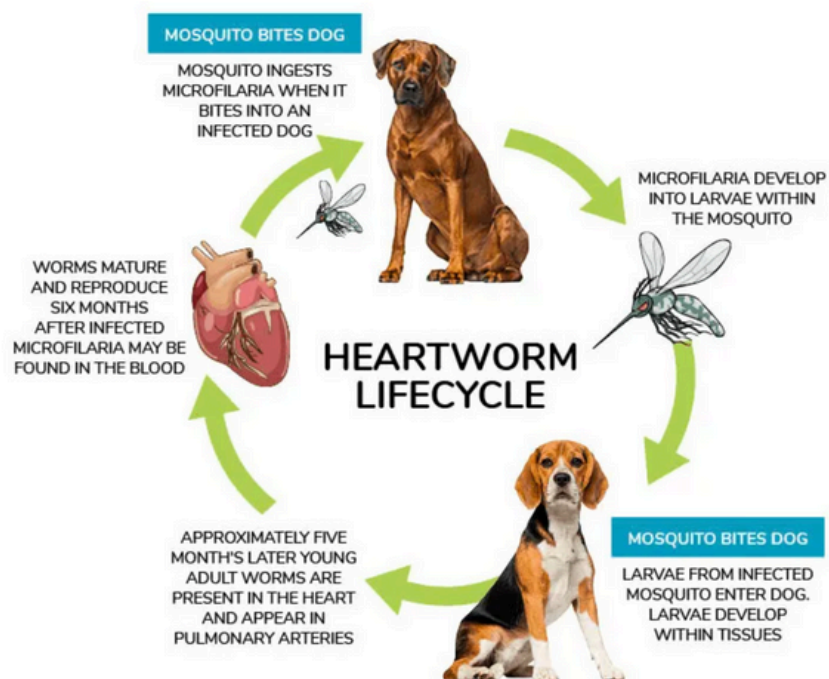 MOSQUITO BITES DOG
MOSQUITO INGESTS
MICROFILARIA WHEN IT
BITES INTO AN
INFECTED DOG
MICROFILARIA DEVELOP
INTO LARVAE WITHIN
THE MOSQUITO
WORMS MATURE
AND REPRODUCE
SIX MONTHS
AFTER INFECTED
MICROFILARIA MAY BE
FOUND IN THE BLOOD
HEARTWORM
LIFECYCLE
MOSQUITO BITES DOG
LARVAE FROM INFECTED
MOSQUITO ENTER DOG.
LARVAE DEVELOP
WITHIN TISSUES
APPROXIMATELY FIVE
MONTH'S LATER YOUNG
ADULT WORMS ARE
PRESENT IN THE HEART
AND APPEAR IN
PULMONARY ARTERIES